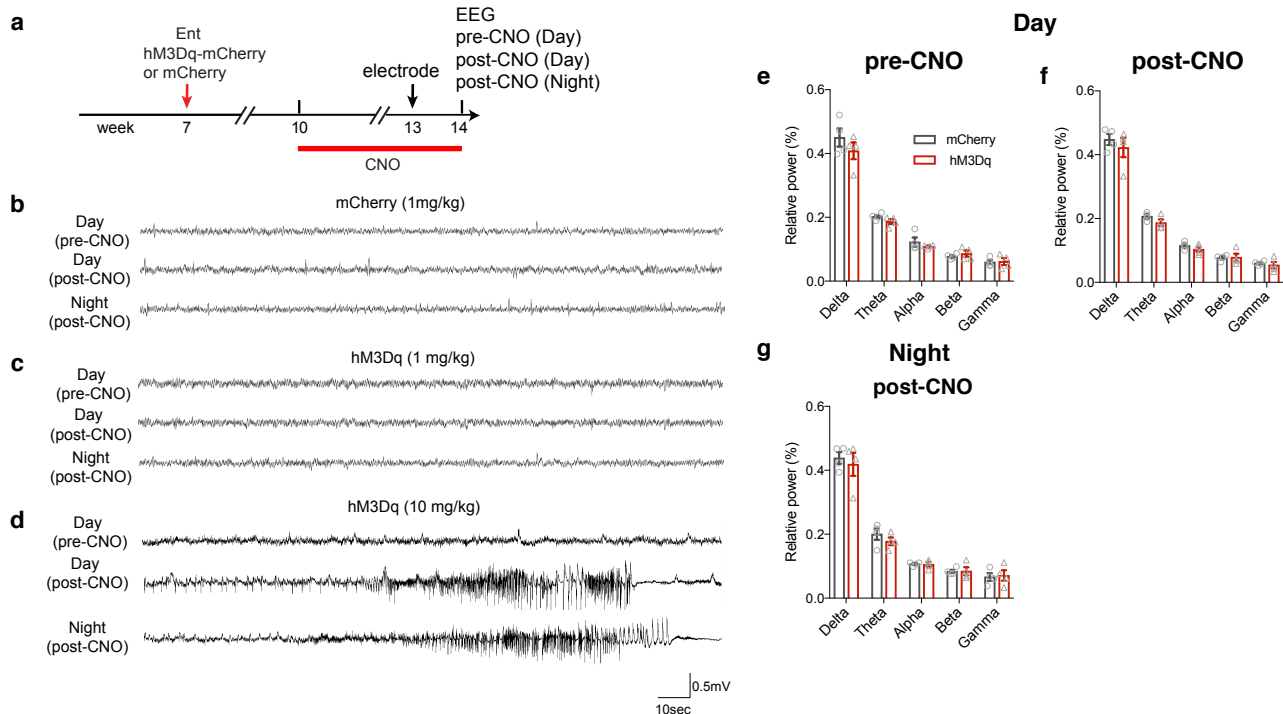 a
Ent
hM3Dq-mCherry
or mCherry
electrode
EEG
pre-CNO (Day)
post-CNO (Day)
post-CNO (Night)
week
7
10
13
14
CNO
b
mCherry (1mg/kg)
Day
(pre-CNO)
Day
(post-CNO)
Night
(post-CNO)
c
hM3Dq (1 mg/kg)
Day
(pre-CNO)
Day
(post-CNO)
Night
(post-CNO)
d
hM3Dq (10 mg/kg)
Day
(pre-CNO)
Day
(post-CNO)
Night
(post-CNO)
0.5mV
10sec
Day
e
pre-CNO
Relative power (%)
0.6
0.4
0.2
0.0
mCherry
hM3Dq
Delta
Theta
Alpha
Beta
Gamma
f
post-CNO
Relative power (%)
0.6
0.4
0.2
0.0
Delta
Theta
Alpha
Beta
Gamma
g
Night
post-CNO
Relative power (%)
0.6
0.4
0.2
0.0
Delta
Theta
Alpha
Beta
Gamma